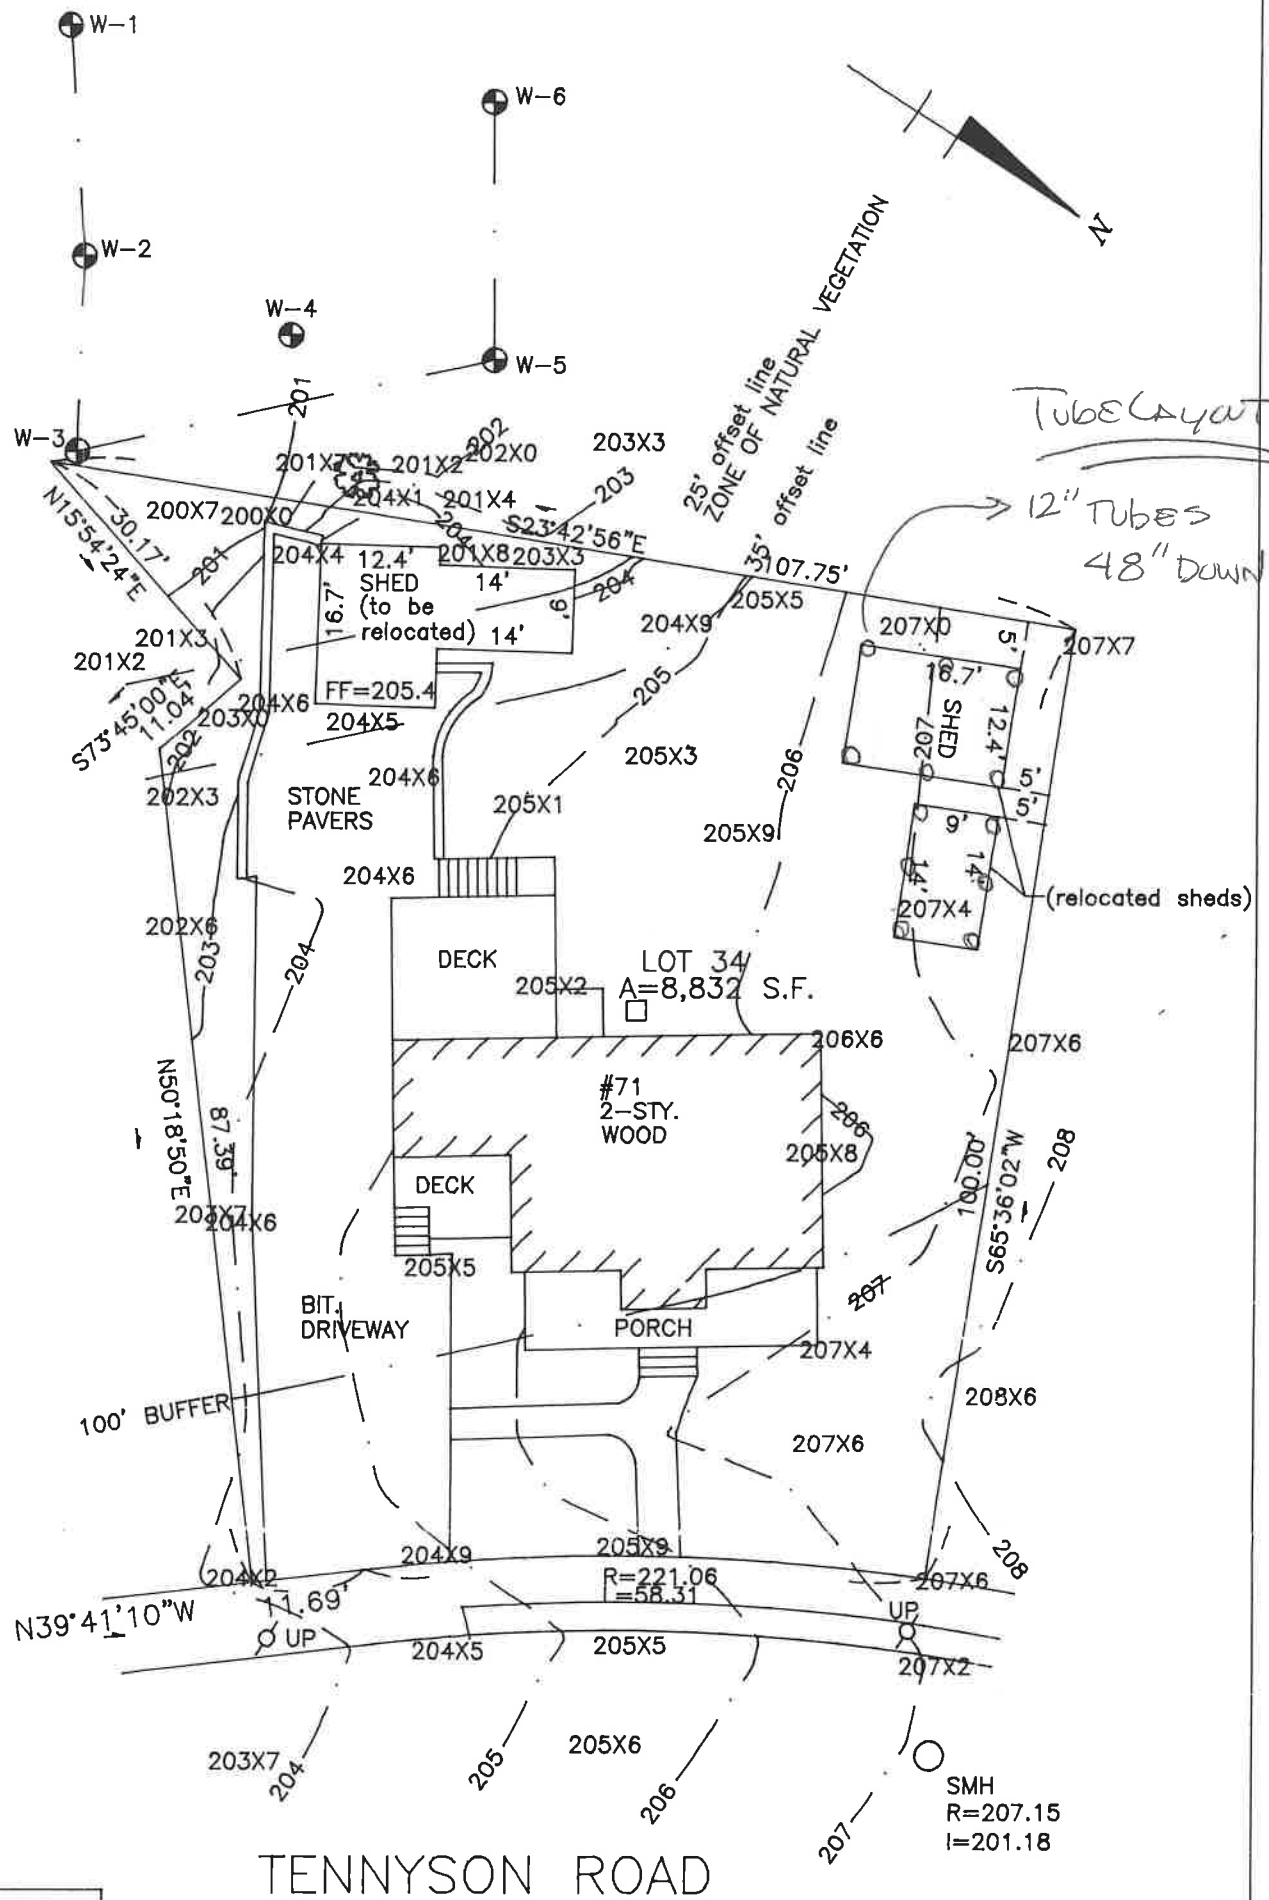 W-1
W-6
W-2
W-4
W-5
W-3
N
25' offset line
ZONE OF NATURAL VEGETATION
35' offset line
TUBE LAYOUT
12" TUBES
48" DOWN
201
202
202X0
203X3
201X7
201X2
204X1
201X4
203
200X7
200X0
204
S23°42'56"E
107.75'
N15°54'24"E
30.17'
201
204X4
12.4'
201X8
203X3
SHED
(to be
relocated)
16.7'
14'
14'
9'
204
205X5
204X9
207X0
5'
207X7
201X3
201X2
S73°45'00"E
11.04'
203X0
204X6
FF=205.4
204X5
205
16.7'
SHED
12.4'
207
202
202X3
204X6
205X3
206
5'
5'
STONE
PAVERS
205X1
205X9
9'
14'
14'
204X6
207X4
(relocated sheds)
202X6
203
204
DECK
LOT 34
A=8,832 S.F.
205X2
206X6
207X6
#71
2-STY.
WOOD
206
205X8
N50°18'50"E
87.39'
DECK
100.00'
S65°36'02"W
208
203X7
204X6
205X5
BIT.
DRIVEWAY
207
PORCH
207X4
100' BUFFER
208X6
207X6
204X9
205X9
208
204X2
R=221.06
L=58.31
207X6
11.69'
N39°41'10"W
UP
UP
204X5
205X5
207X2
203X7
204
205
205X6
206
207
SMH
R=207.15
I=201.18
TENNYSON ROAD